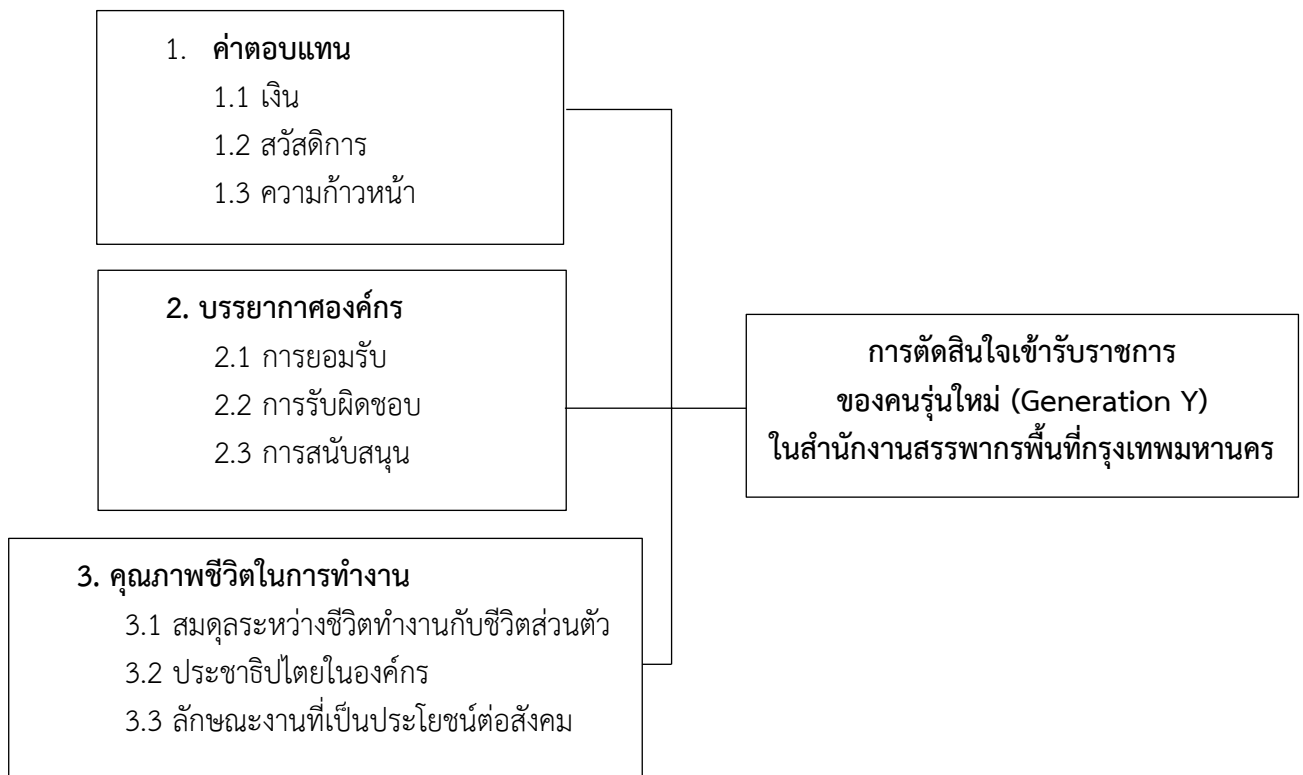 1. ค่าตอบแทน
1.1 เงิน
1.2 สวัสดิการ
1.3 ความก้าวหน้า
2. บรรยากาศองค์กร
2.1 การยอมรับ
2.2 การรับผิดชอบ
2.3 การสนับสนุน
3. คุณภาพชีวิตในการทำงาน
3.1 สมดุลระหว่างชีวิตทำงานกับชีวิตส่วนตัว
3.2 ประชาธิปไตยในองค์กร
3.3 ลักษณะงานที่เป็นประโยชน์ต่อสังคม
การตัดสินใจเข้ารับราชการ
ของคนรุ่นใหม่ (Generation Y)
ในสำนักงานสรรพากรพื้นที่กรุงเทพมหานคร